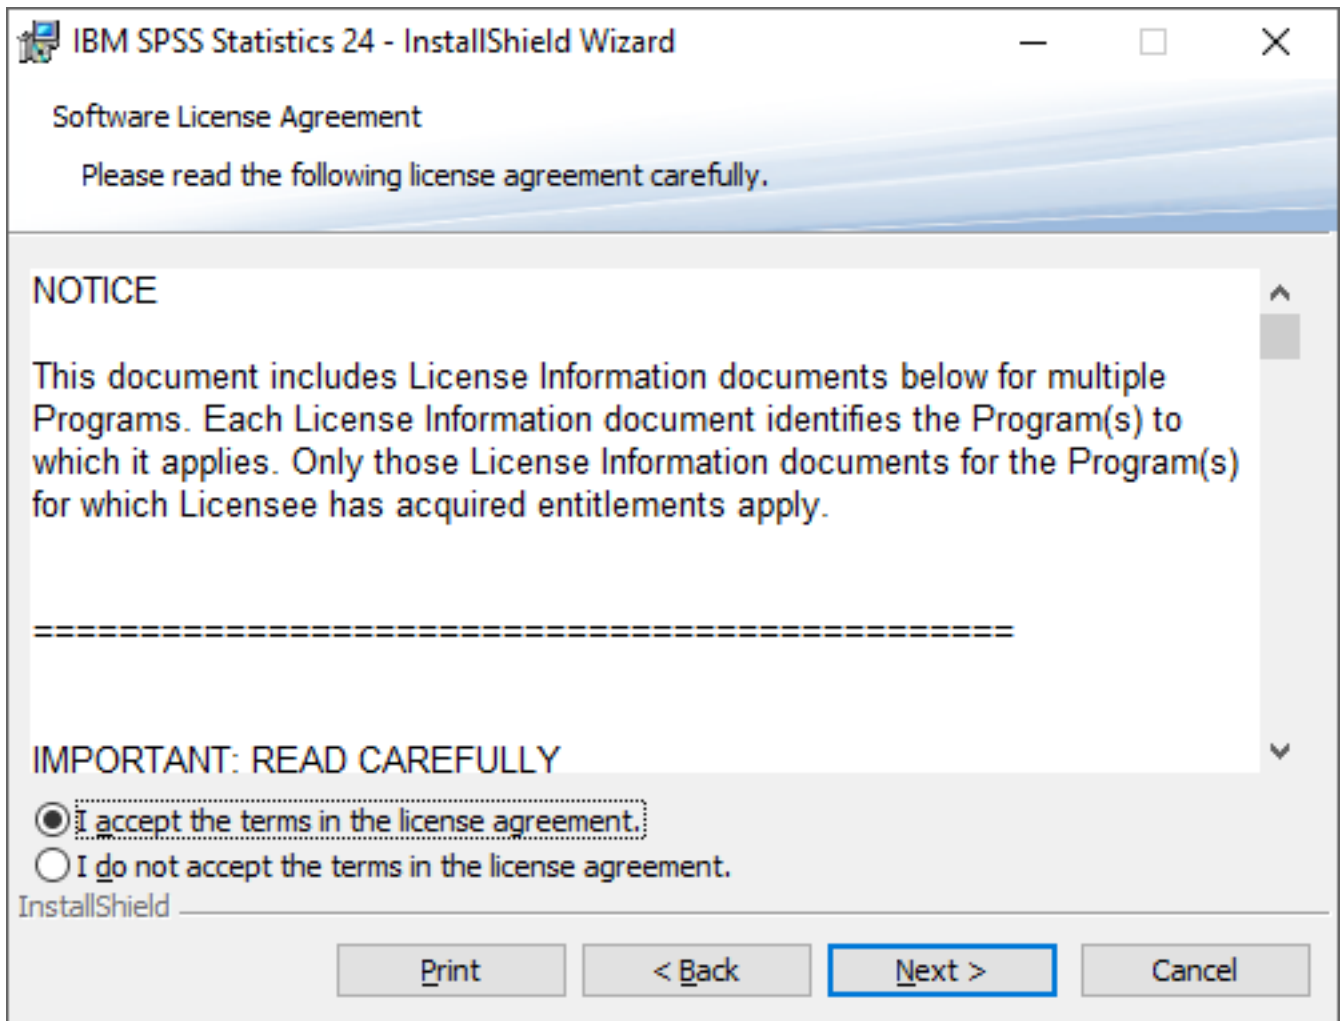 IBM SPSS Statistics 24 - InstallShield Wizard
Software License Agreement
Please read the following license agreement carefully.
NOTICE
This document includes License Information documents below for multiple
Programs. Each License Information document identifies the Program(s) to
which it applies. Only those License Information documents for the Program(s)
for which Licensee has acquired entitlements apply.
==============================================
IMPORTANT: READ CAREFULLY
I accept the terms in the license agreement.
I do not accept the terms in the license agreement.
InstallShield
Print
< Back
Next >
Cancel